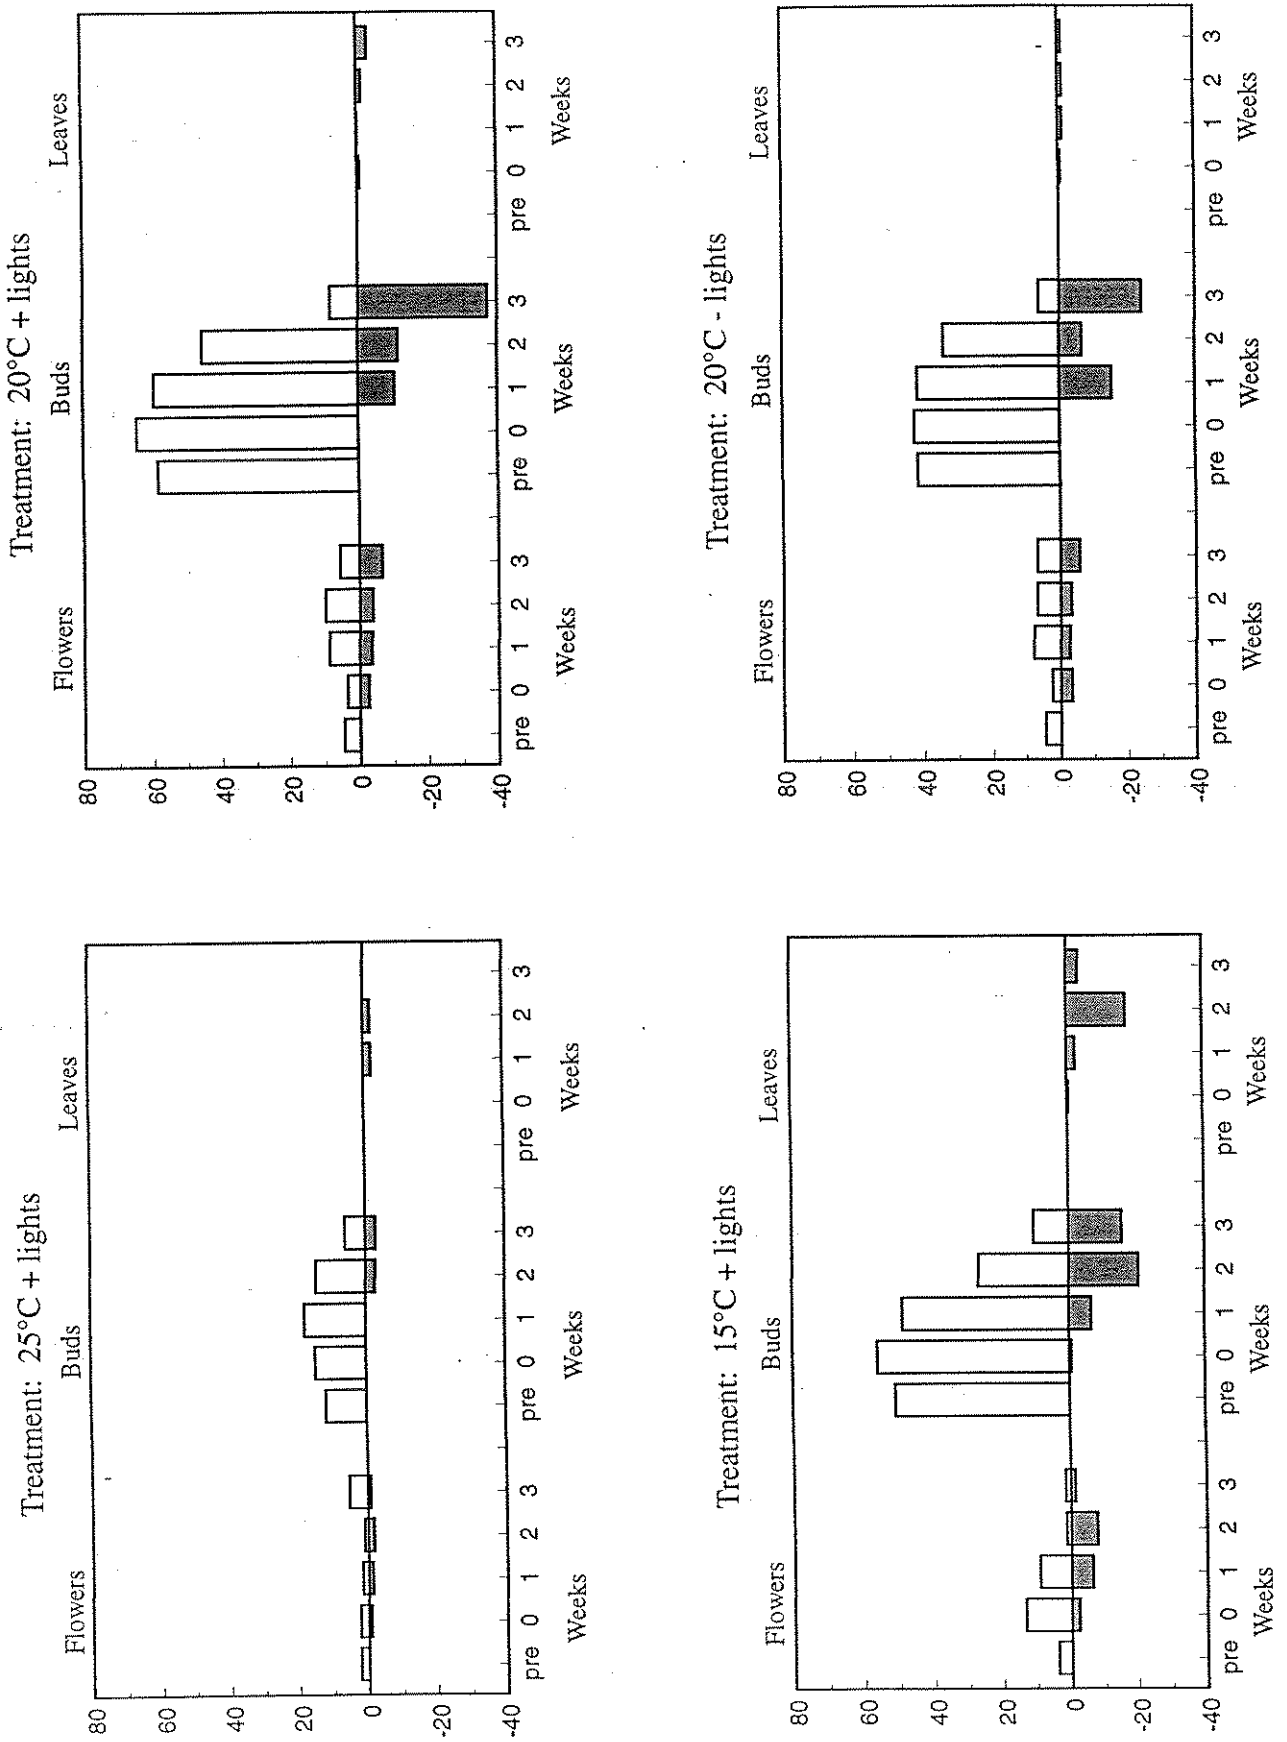 Treatment: 25°C + lights
Flowers Buds Leaves
80
60
40
20
0
-20
-40
pre 0 1 2 3 pre 0 1 2 3 pre 0 1 2 3
Weeks Weeks Weeks
Treatment: 20°C + lights
Flowers Buds Leaves
80
60
40
20
0
-20
-40
pre 0 1 2 3 pre 0 1 2 3 pre 0 1 2 3
Weeks Weeks Weeks
Treatment: 15°C + lights
Flowers Buds Leaves
80
60
40
20
0
-20
-40
pre 0 1 2 3 pre 0 1 2 3 pre 0 1 2 3
Weeks Weeks Weeks
Treatment: 20°C - lights
Flowers Buds Leaves
80
60
40
20
0
-20
-40
pre 0 1 2 3 pre 0 1 2 3 pre 0 1 2 3
Weeks Weeks Weeks